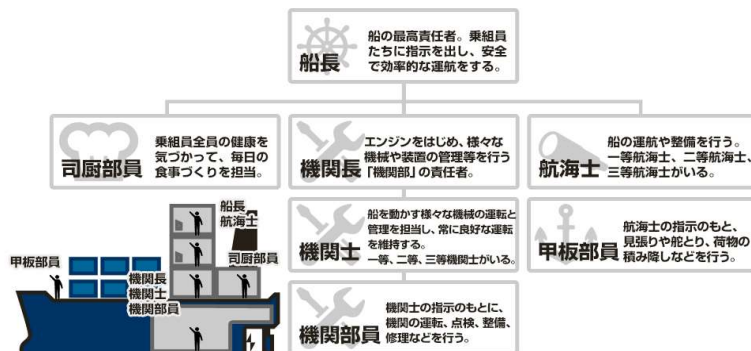 船長
船の最高責任者。乗組員
たちに指示を出し、安全
で効率的な運航をする。
司厨部員
乗組員全員の健康を
気づかって、毎日の
食事づくりを担当。
機関長
エンジンをはじめ、様々な
機械や装置の管理等を行う
「機関部」の責任者。
航海士
船の運航や整備を行う。
一等航海士、二等航海士、
三等航海士がいる。
機関士
船を動かす様々な機械の運転と
管理を担当し、常に良好な運転
を維持する。
一等、二等、三等機関士がいる。
甲板部員
航海士の指示のもと、
見張りや舵とり、荷物の
積み降しなどを行う。
機関部員
機関士の指示のもとに、
機関の運転、点検、整備、
修理などを行う。
船長
航海士
司厨部員
甲板部員
機関長
機関士
機関部員